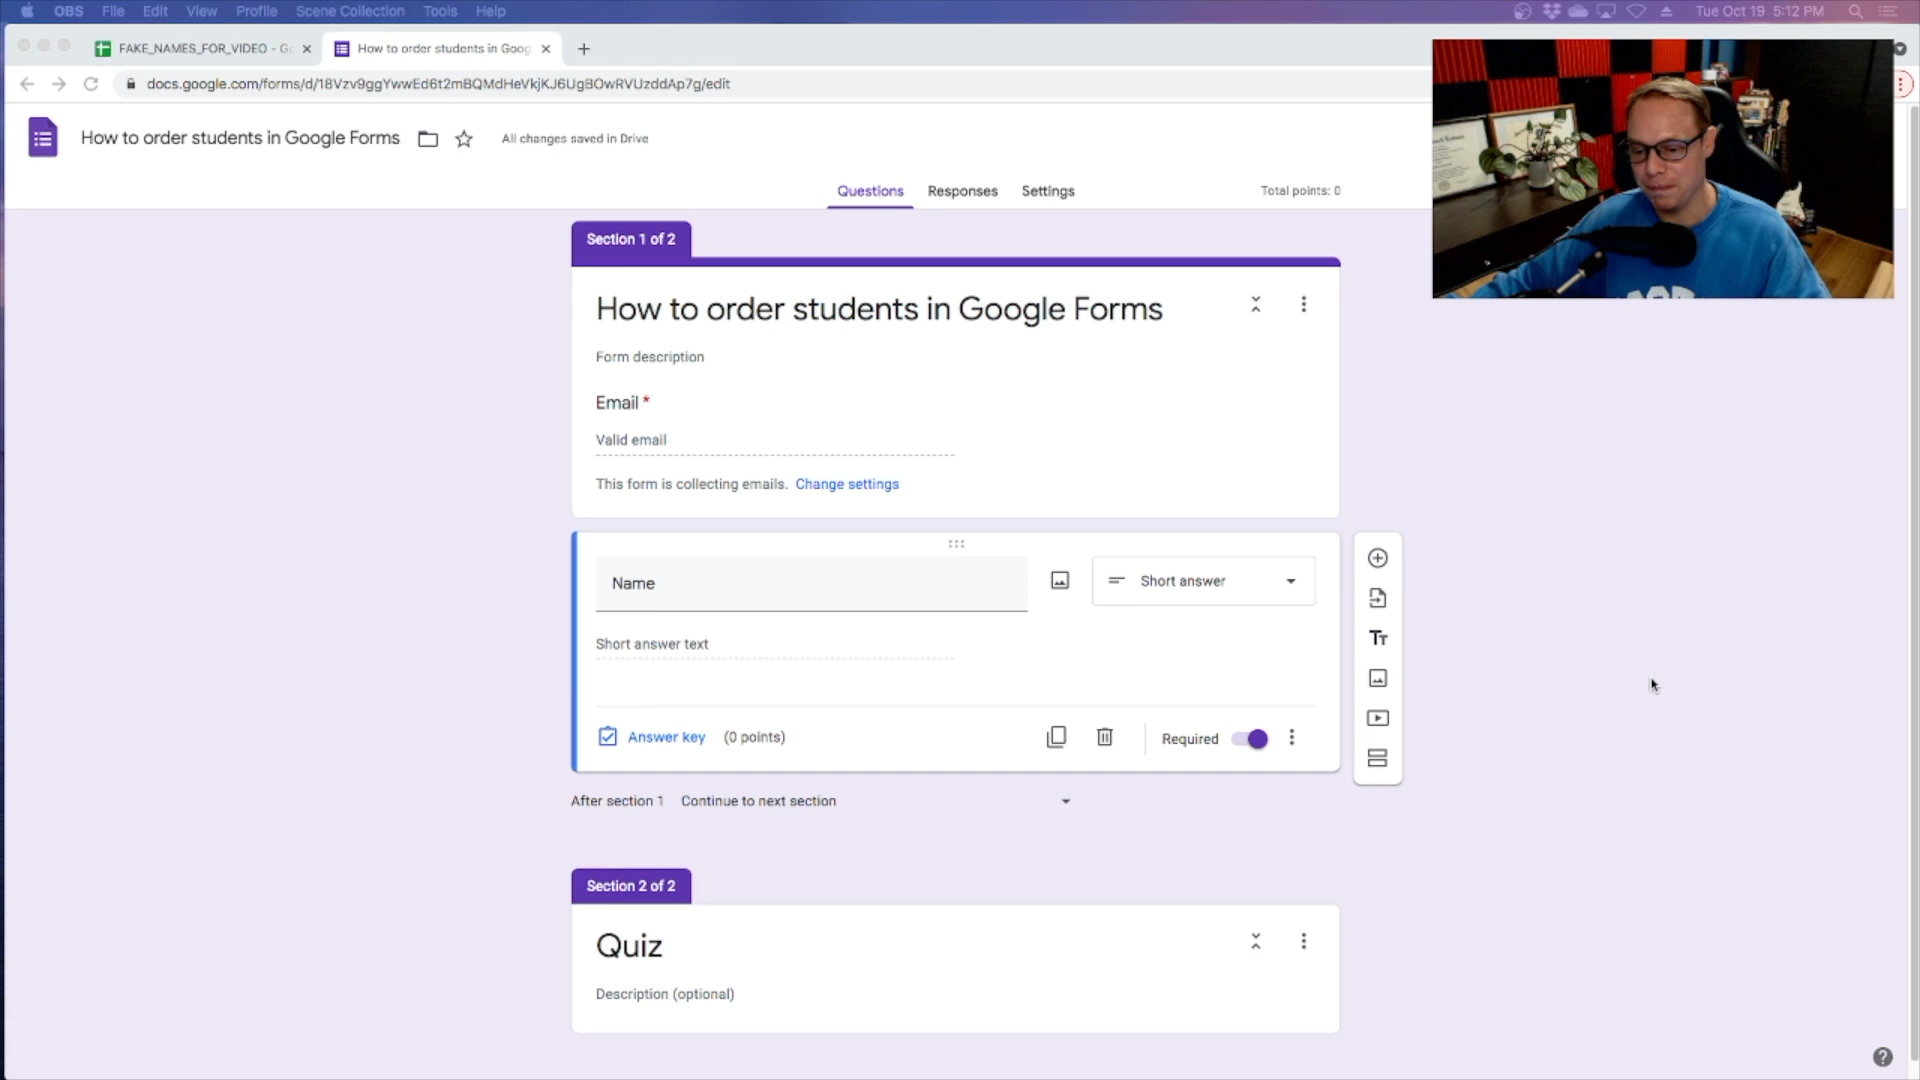 OBS File Edit View Profile Scene Collection Tools Help Tue Oct 19 5:12 PM
FAKE_NAMES_FOR_VIDEO - Go
How to order students in Goog
docs.google.com/forms/d/18Vzv9ggYwwEd6t2mBQMdHeVkjKJ6UgBOwRVUzddAp7g/edit
How to order students in Google Forms
All changes saved in Drive
Questions Responses Settings Total points: 0
Section 1 of 2
How to order students in Google Forms
Form description
Email *
Valid email
This form is collecting emails. Change settings
Name
Short answer
Short answer text
Answer key (0 points)
Required
After section 1 Continue to next section
Section 2 of 2
Quiz
Description (optional)